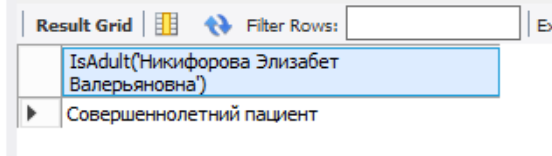 Result Grid Filter Rows: Ex
IsAdult('Никифорова Элизабет
Валерьяновна')
Совершеннолетний пациент